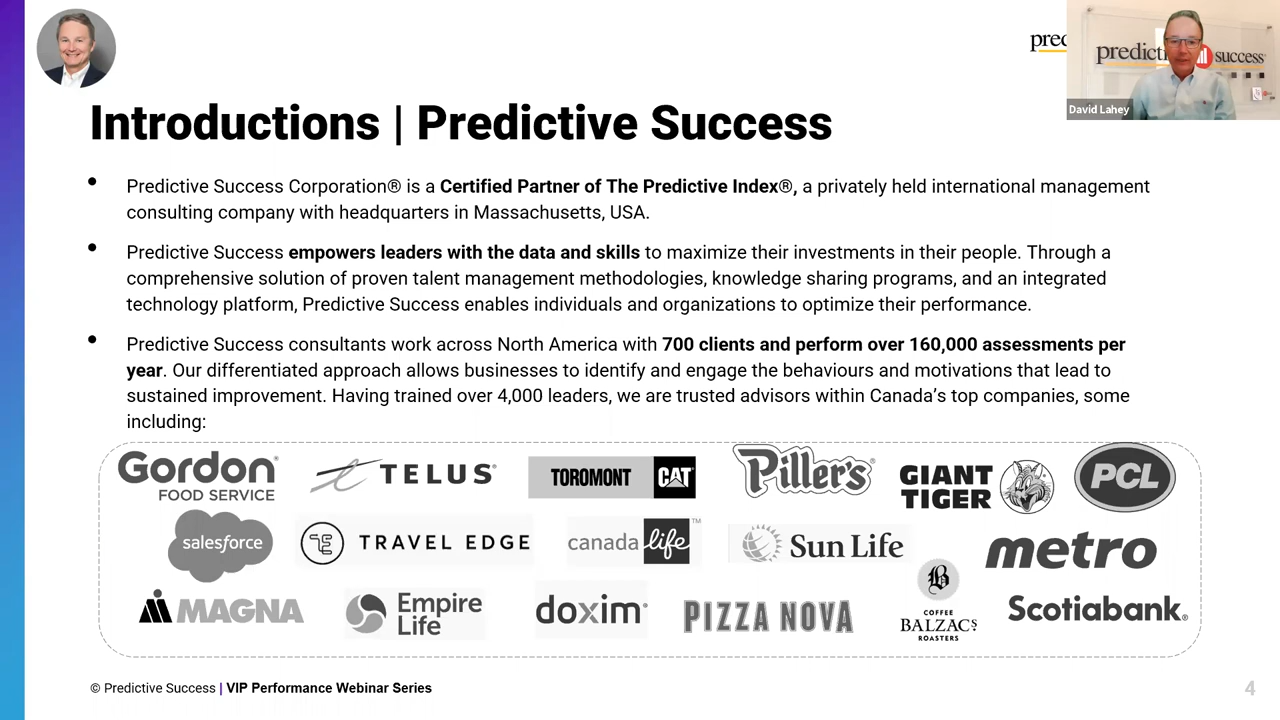 prec
predictive success
David Lahey
Introductions | Predictive Success
Predictive Success Corporation® is a Certified Partner of The Predictive Index®, a privately held international management
consulting company with headquarters in Massachusetts, USA.
Predictive Success empowers leaders with the data and skills to maximize their investments in their people. Through a
comprehensive solution of proven talent management methodologies, knowledge sharing programs, and an integrated
technology platform, Predictive Success enables individuals and organizations to optimize their performance.
Predictive Success consultants work across North America with 700 clients and perform over 160,000 assessments per
year. Our differentiated approach allows businesses to identify and engage the behaviours and motivations that lead to
sustained improvement. Having trained over 4,000 leaders, we are trusted advisors within Canada’s top companies, some
including:
Gordon®
FOOD SERVICE
TELUS®
TOROMONT CAT
Piller's®
GIANT
TIGER
PCL
salesforce
TE TRAVEL EDGE
canada life™
Sun Life
metro
MAGNA
Empire
Life
doxim®
PIZZA NOVA
B
COFFEE
BALZAC's
ROASTERS
Scotiabank®
© Predictive Success | VIP Performance Webinar Series
4